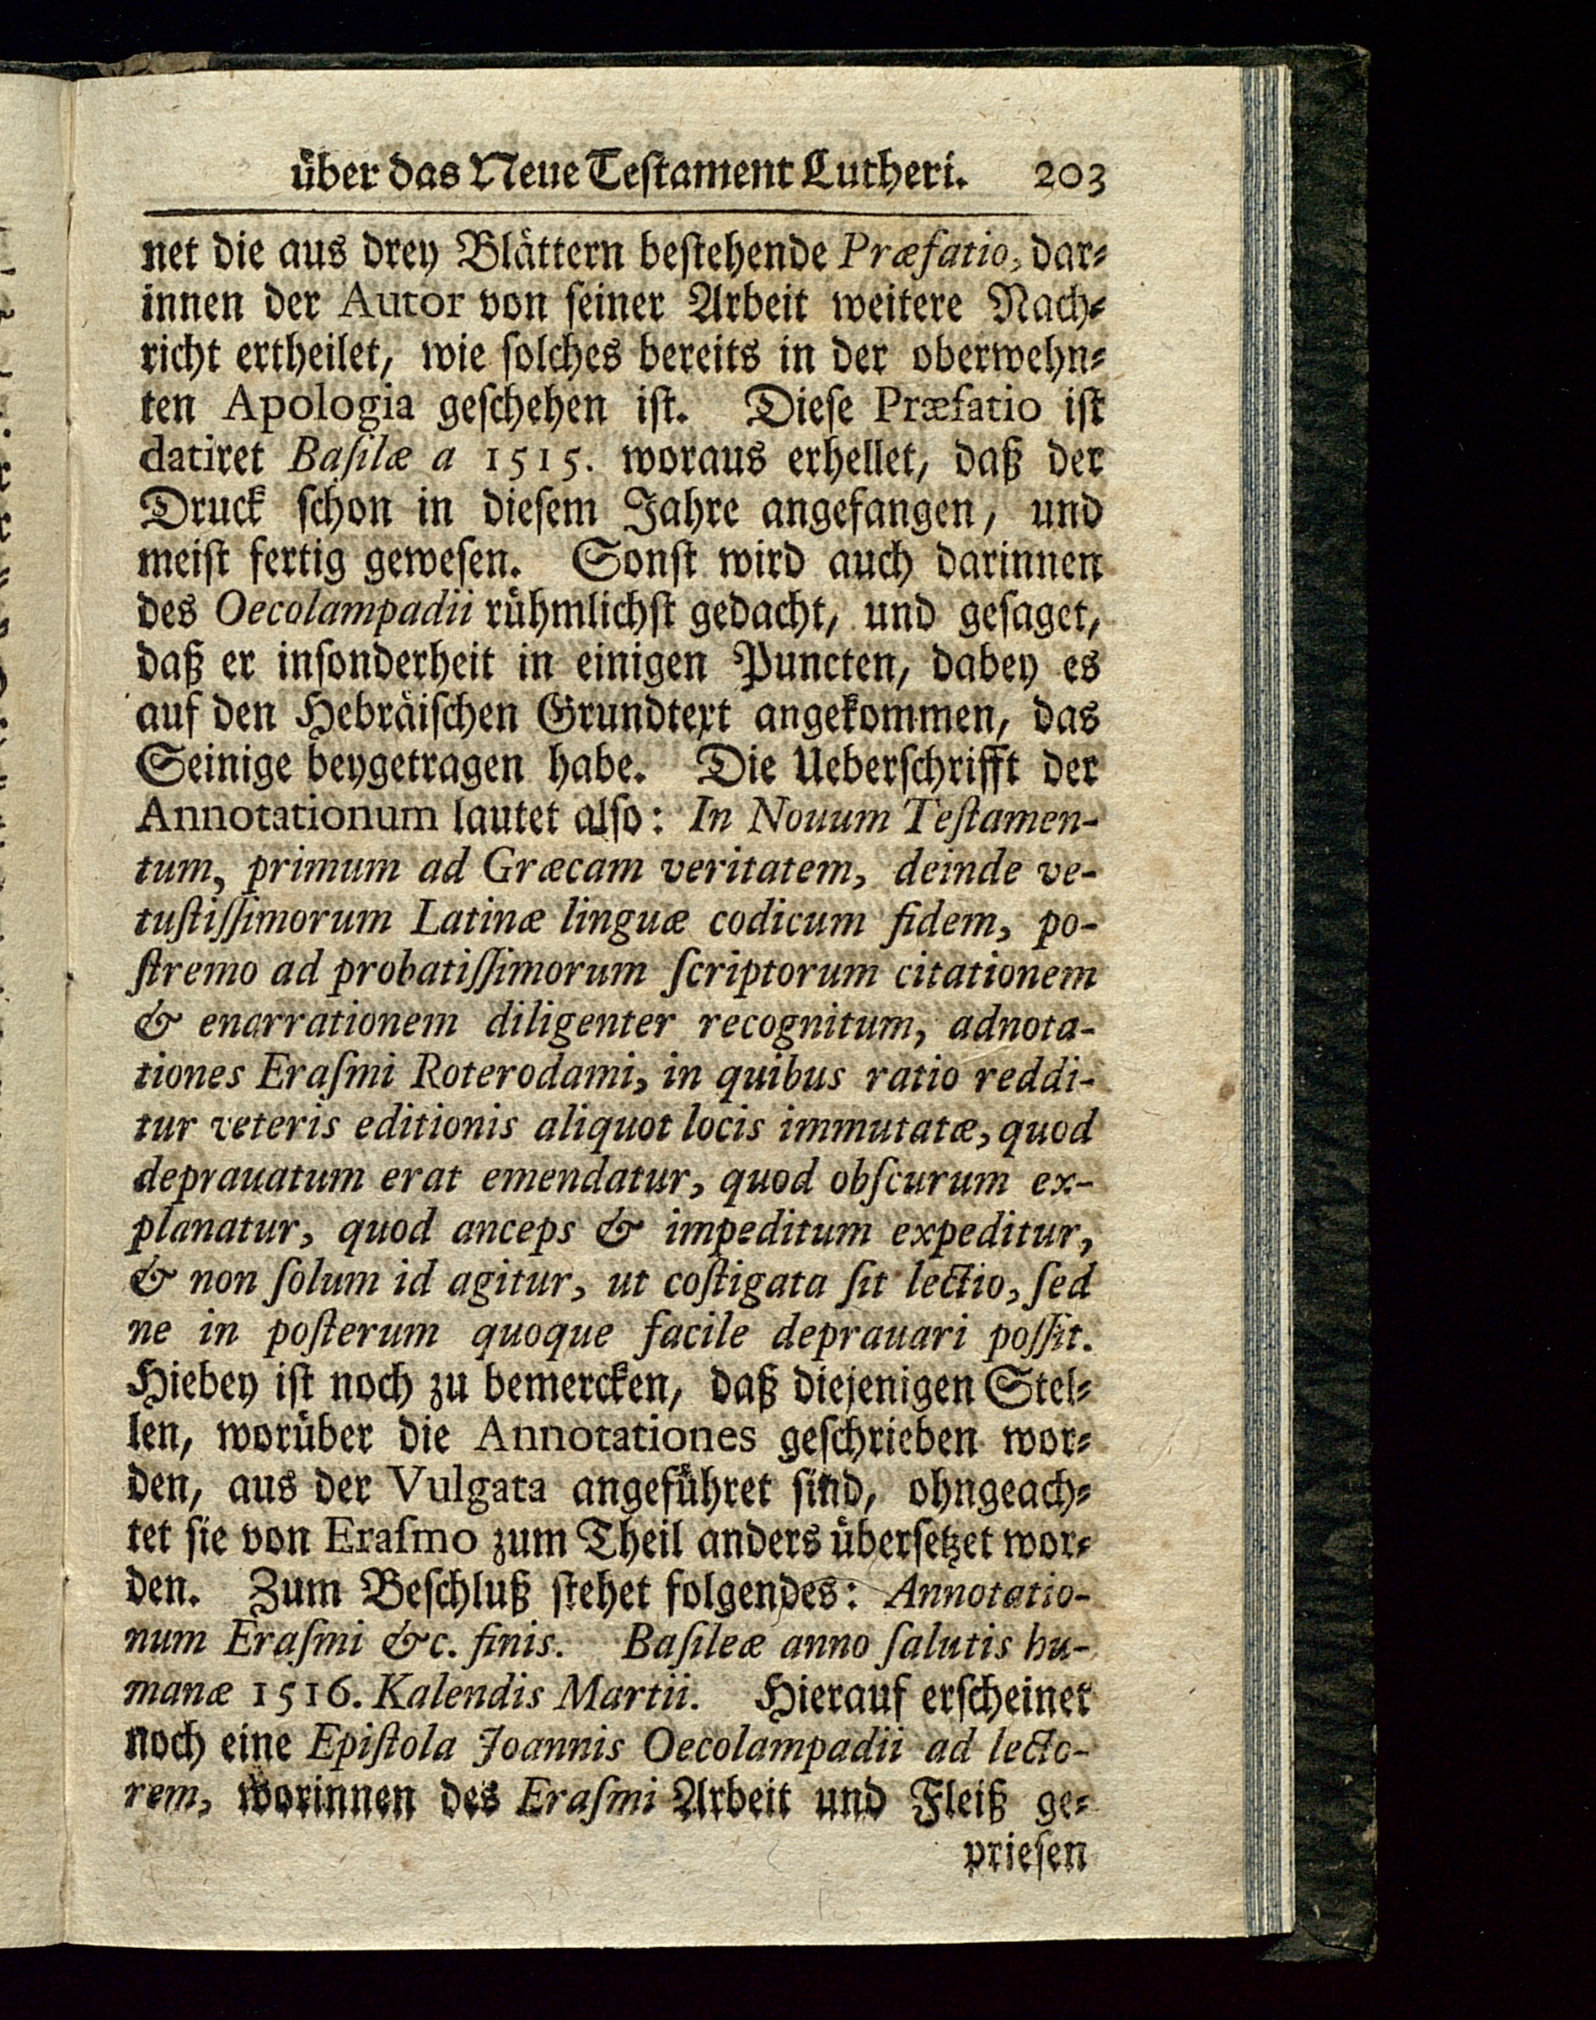 über das Neue Testament Lutheri. 203
net die aus drey Blättern bestehende Præfatio, dar-
innen der Autor von seiner Arbeit weitere Nach-
richt ertheilet, wie solches bereits in der oberwehn-
ten Apologia geschehen ist. Diese Præfatio ist
datiret Baſilæ a 1515. woraus erhellet, daß der
Druck schon in diesem Jahre angefangen, und
meist fertig gewesen. Sonst wird auch darinnen
des Oecolampadii rühmlichst gedacht, und gesaget,
daß er insonderheit in einigen Puncten, dabey es
auf den Hebräischen Grundtext angekommen, das
Seinige beygetragen habe. Die Ueberschrifft der
Annotationum lautet also: In Nouum Teſtamen-
tum, primum ad Græcam veritatem, deinde ve-
tuſtiſſimorum Latinæ linguæ codicum fidem, po-
ſtremo ad probatiſſimorum ſcriptorum citationem
& enarrationem diligenter recognitum, adnota-
tiones Eraſmi Roterodami, in quibus ratio reddi-
tur veteris editionis aliquot locis immutatæ, quod
deprauatum erat emendatur, quod obſcurum ex-
planatur, quod anceps & impeditum expeditur,
& non ſolum id agitur, ut coſtigata ſit lectio, ſed
ne in poſterum quoque facile deprauari poſſit.
Hiebey ist noch zu bemercken, daß diejenigen Stel-
len, worüber die Annotationes geschrieben wor-
den, aus der Vulgata angeführet sind, ohngeach-
tet sie von Eraſmo zum Theil anders übersetzet wor-
den. Zum Beschluß stehet folgendes: Annotatio-
num Eraſmi &c. finis. Baſileæ anno ſalutis hu-
manæ 1516. Kalendis Martii. Hierauf erscheinet
noch eine Epiſtola Joannis Oecolampadii ad lecto-
rem, worinnen des Eraſmi Arbeit und Fleiß ge-
priesen